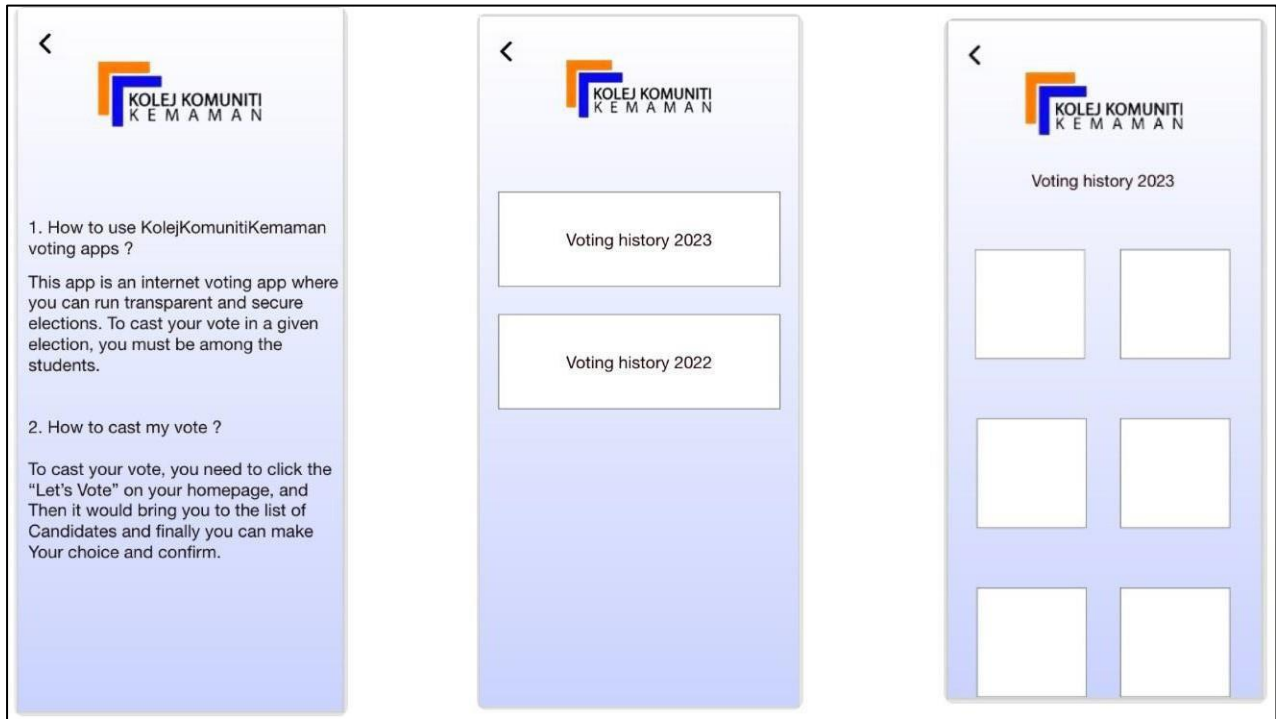 KOLEJ KOMUNITI
KEMAMAN
1. How to use KolejKomunitiKemaman
voting apps ?
This app is an internet voting app where
you can run transparent and secure
elections. To cast your vote in a given
election, you must be among the
students.
2. How to cast my vote ?
To cast your vote, you need to click the
“Let’s Vote” on your homepage, and
Then it would bring you to the list of
Candidates and finally you can make
Your choice and confirm.
KOLEJ KOMUNITI
KEMAMAN
Voting history 2023
Voting history 2022
KOLEJ KOMUNITI
KEMAMAN
Voting history 2023